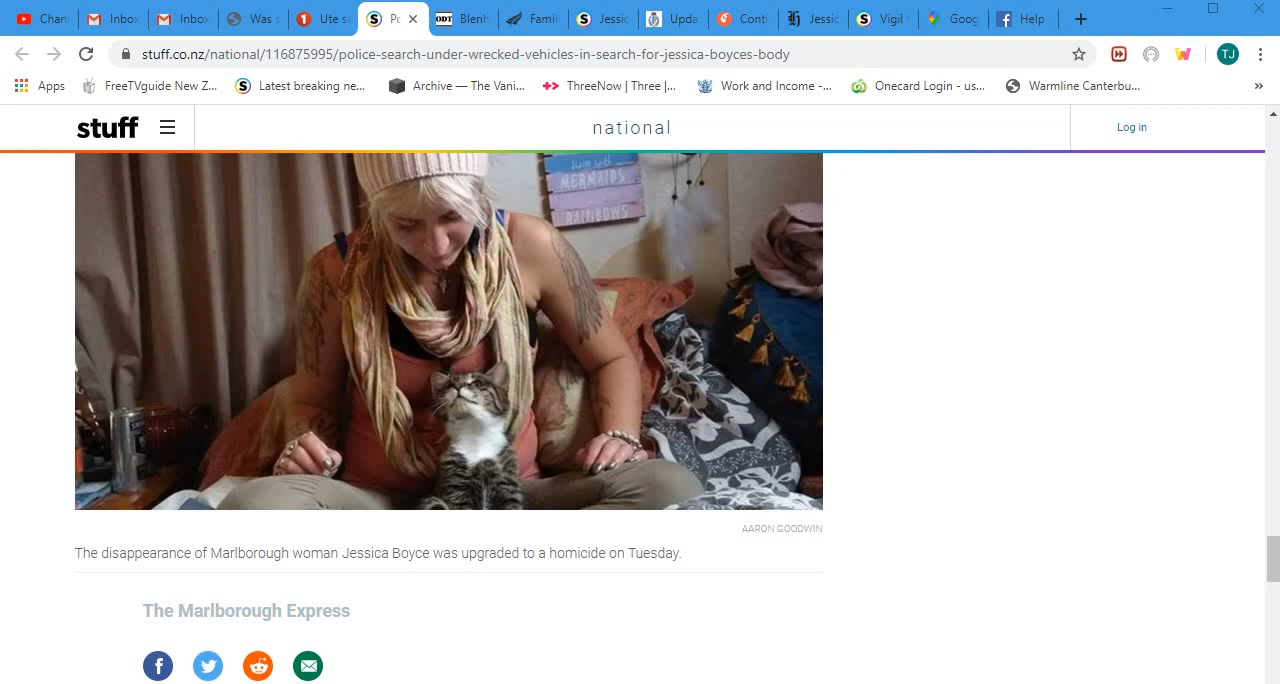 Chan
Inbox
Inbox
Was s
Ute s
Po
ODT
Blenh
Famil
Jessic
Upda
Conti
Jessic
Vigil
Goog
Help
stuff.co.nz/national/116875995/police-search-under-wrecked-vehicles-in-search-for-jessica-boyces-body
TJ
Apps
FreeTVguide New Z...
Latest breaking ne...
Archive — The Vani...
ThreeNow | Three |...
Work and Income -...
Onecard Login - us...
Warmline Canterbu...
stuff
national
Log in
MERMAIDS
RAINBOWS
AARON GOODWIN
The disappearance of Marlborough woman Jessica Boyce was upgraded to a homicide on Tuesday.
The Marlborough Express